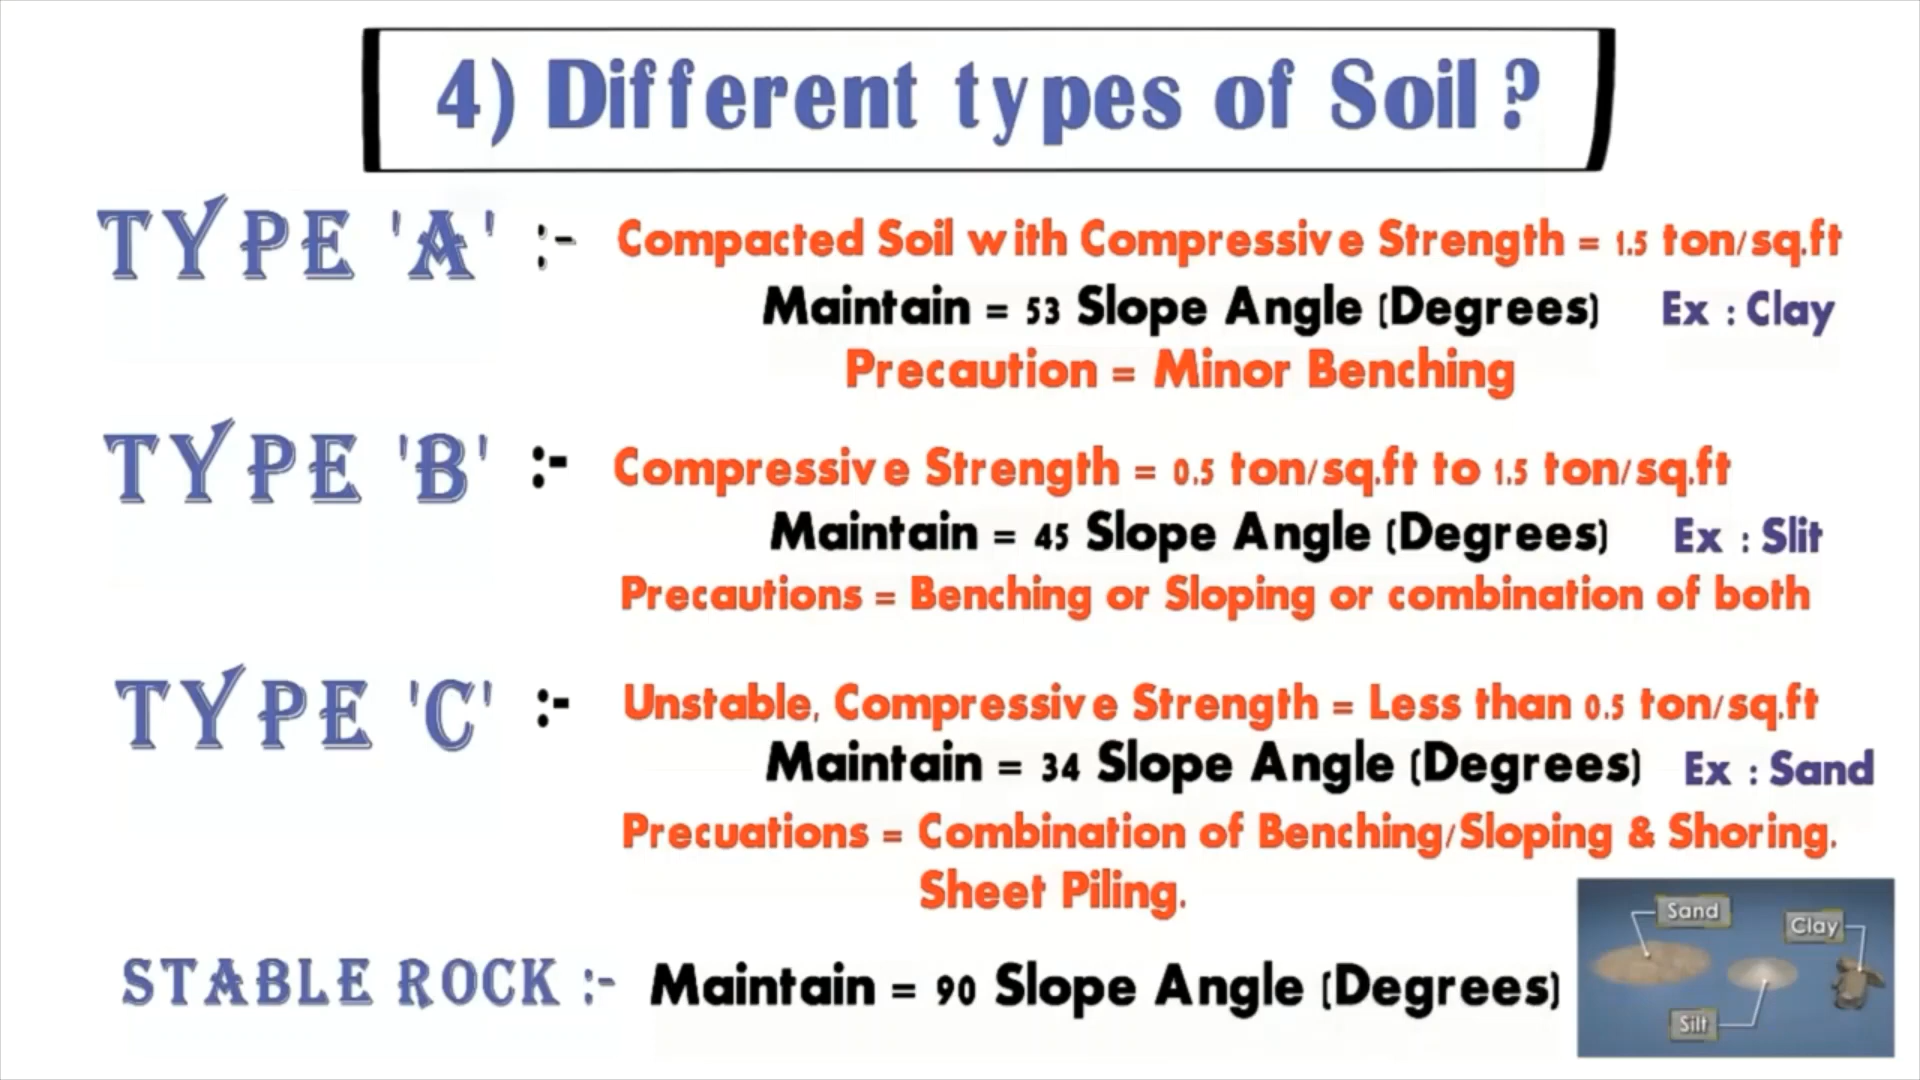 4) Different types of Soil ?
TYPE 'A' :- Compacted Soil with Compressive Strength = 1.5 ton/sq.ft
Maintain = 53 Slope Angle (Degrees) Ex : Clay
Precaution = Minor Benching
TYPE 'B' :- Compressive Strength = 0.5 ton/sq.ft to 1.5 ton/sq.ft
Maintain = 45 Slope Angle (Degrees) Ex : Slit
Precautions = Benching or Sloping or combination of both
TYPE 'C' :- Unstable, Compressive Strength = Less than 0.5 ton/sq.ft
Maintain = 34 Slope Angle (Degrees) Ex : Sand
Precuations = Combination of Benching/Sloping & Shoring.
Sheet Piling.
STABLE ROCK :- Maintain = 90 Slope Angle (Degrees)
Sand
Clay
Silt